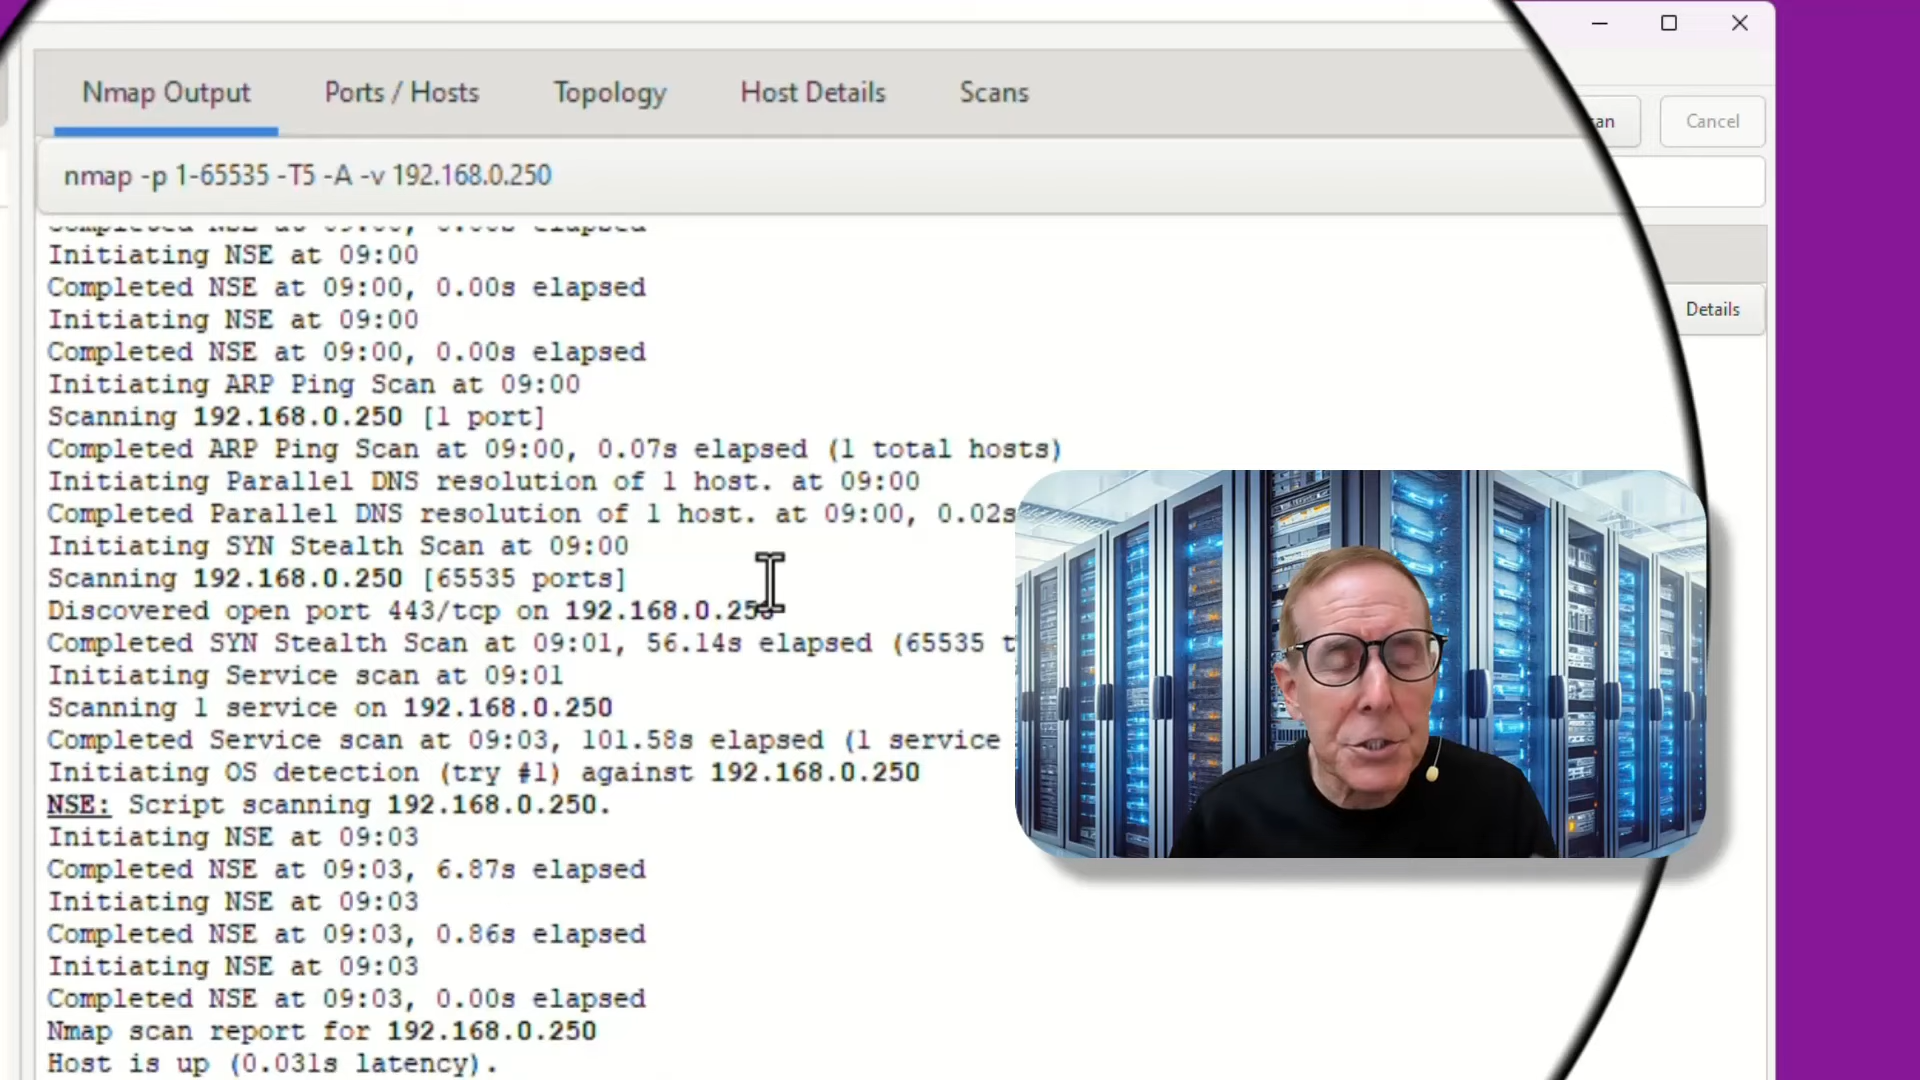 Nmap Output Ports / Hosts Topology Host Details Scans
an Cancel
nmap -p 1-65535 -T5 -A -v 192.168.0.250
Completed NSE at 09:00, 0.00s elapsed
Initiating NSE at 09:00
Completed NSE at 09:00, 0.00s elapsed
Details
Initiating NSE at 09:00
Completed NSE at 09:00, 0.00s elapsed
Initiating ARP Ping Scan at 09:00
Scanning 192.168.0.250 [1 port]
Completed ARP Ping Scan at 09:00, 0.07s elapsed (1 total hosts)
Initiating Parallel DNS resolution of 1 host. at 09:00
Completed Parallel DNS resolution of 1 host. at 09:00, 0.02s
Initiating SYN Stealth Scan at 09:00
Scanning 192.168.0.250 [65535 ports]
Discovered open port 443/tcp on 192.168.0.250
Completed SYN Stealth Scan at 09:01, 56.14s elapsed (65535 t
Initiating Service scan at 09:01
Scanning 1 service on 192.168.0.250
Completed Service scan at 09:03, 101.58s elapsed (1 service
Initiating OS detection (try #1) against 192.168.0.250
NSE: Script scanning 192.168.0.250.
Initiating NSE at 09:03
Completed NSE at 09:03, 6.87s elapsed
Initiating NSE at 09:03
Completed NSE at 09:03, 0.86s elapsed
Initiating NSE at 09:03
Completed NSE at 09:03, 0.00s elapsed
Nmap scan report for 192.168.0.250
Host is up (0.031s latency).